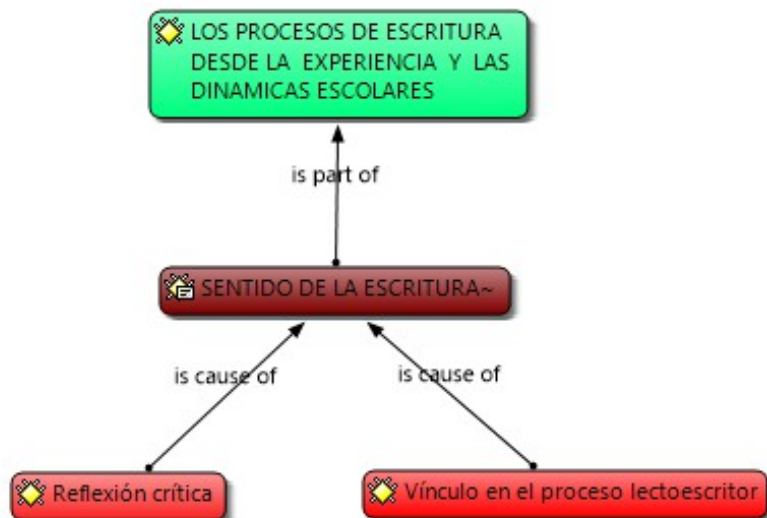 LOS PROCESOS DE ESCRITURA
DESDE LA EXPERIENCIA Y LAS
DINAMICAS ESCOLARES
is part of
SENTIDO DE LA ESCRITURA~
is cause of
is cause of
Reflexión crítica
Vínculo en el proceso lectoescritor